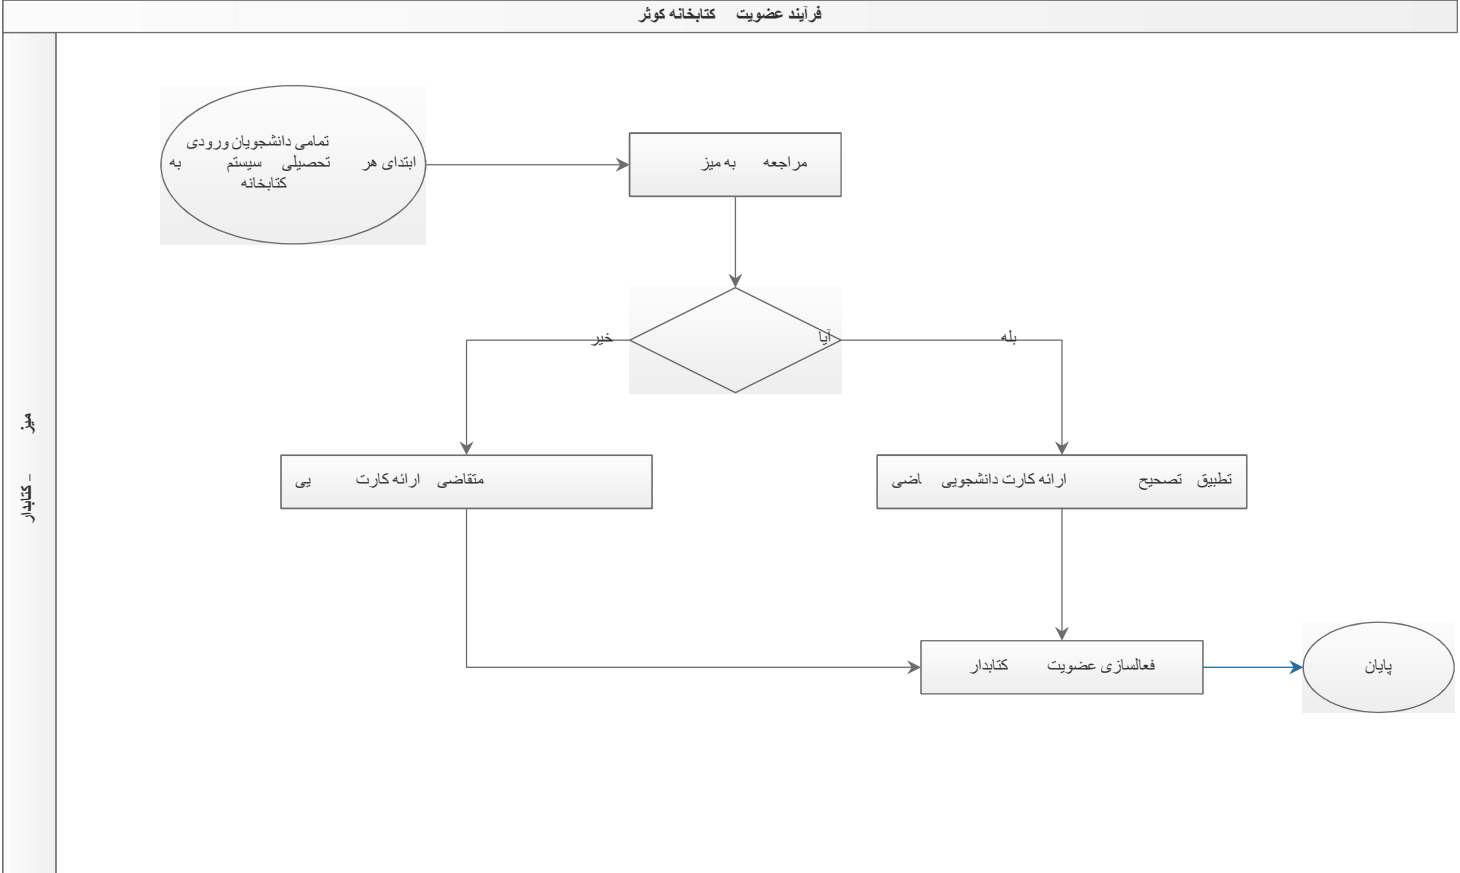 فرآیند عضویت کتابخانه کوثر
تمامی دانشجویان ورودی
ابتدای هر تحصیلی سیستم به
کتابخانه
مراجعه به میز
آیا
خیر
بله
متقاضی ارائه کارت یی
تطبیق تصحیح ارائه کارت دانشجویی اضی
فعالسازی عضویت کتابدار
پایان
میز – کتابدار